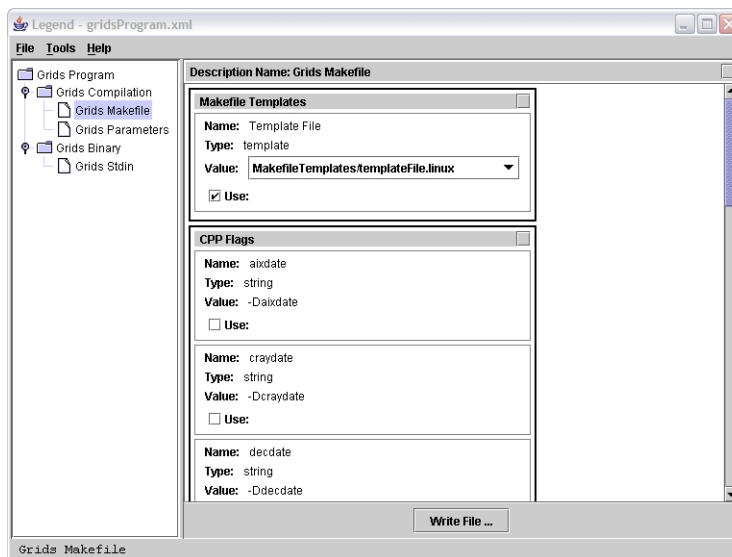 Legend - gridsProgram.xml
File Tools Help
Grids Program
Grids Compilation
Grids Makefile
Grids Parameters
Grids Binary
Grids Stdin
Description Name: Grids Makefile
Makefile Templates
Name: Template File
Type: template
Value: MakefileTemplates/templateFile.linux
Use:
CPP Flags
Name: aixdate
Type: string
Value: -Daixdate
Use:
Name: craydate
Type: string
Value: -Dcraydate
Use:
Name: decdate
Type: string
Value: -Ddecdate
Write File ...
Grids Makefile